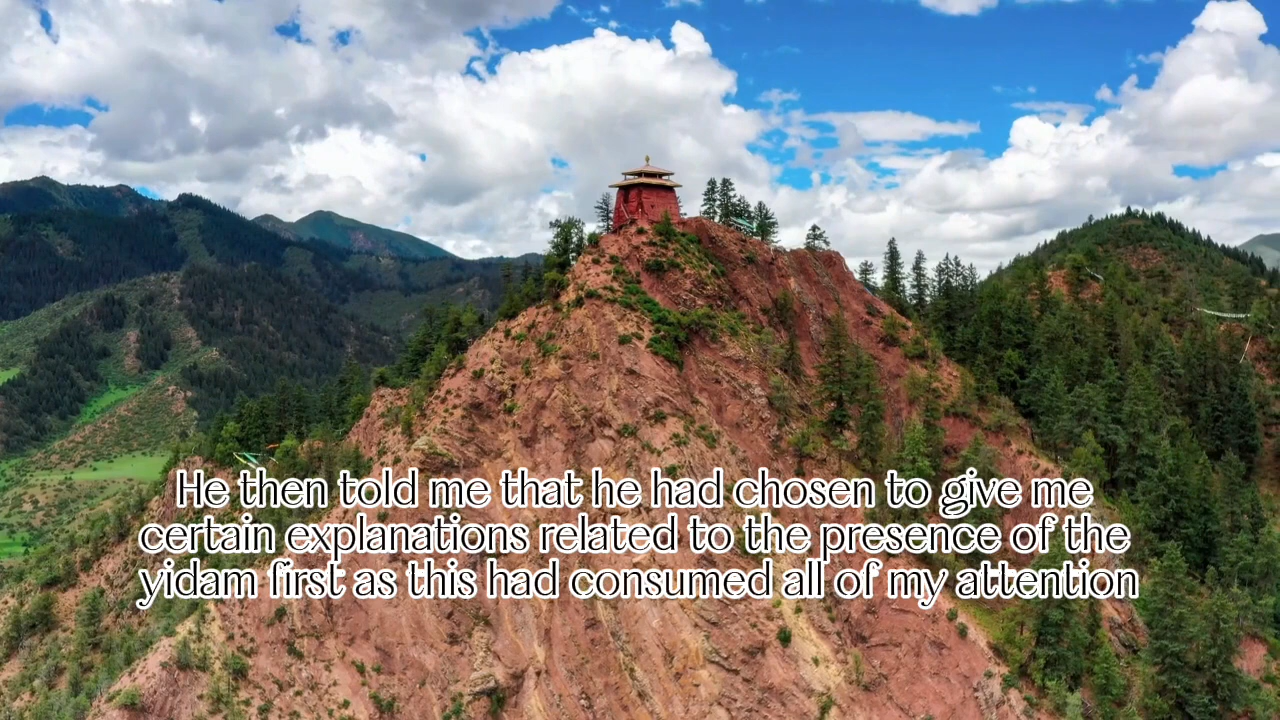 He then told me that he had chosen to give me
certain explanations related to the presence of the
yidam first as this had consumed all of my attention